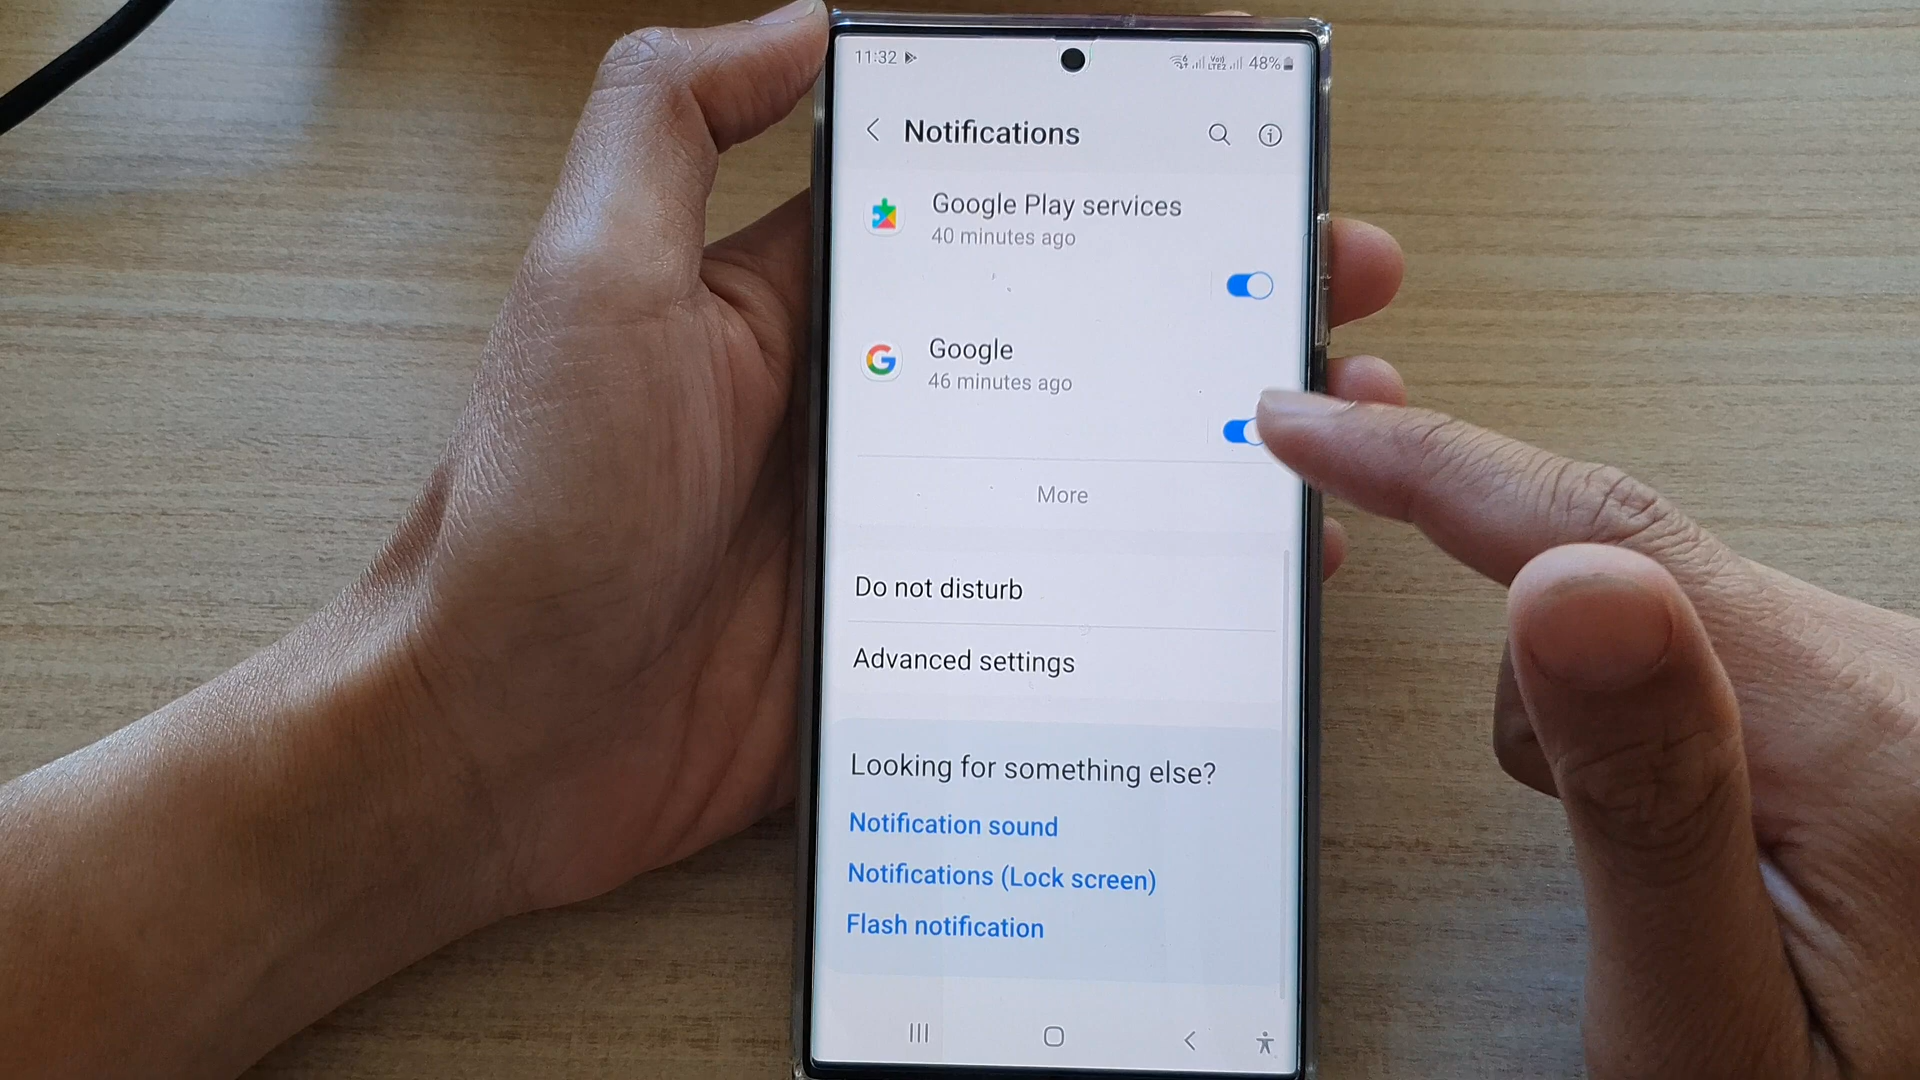 11:32 48%
Notifications
Google Play services
40 minutes ago
Google
46 minutes ago
More
Do not disturb
Advanced settings
Looking for something else?
Notification sound
Notifications (Lock screen)
Flash notification